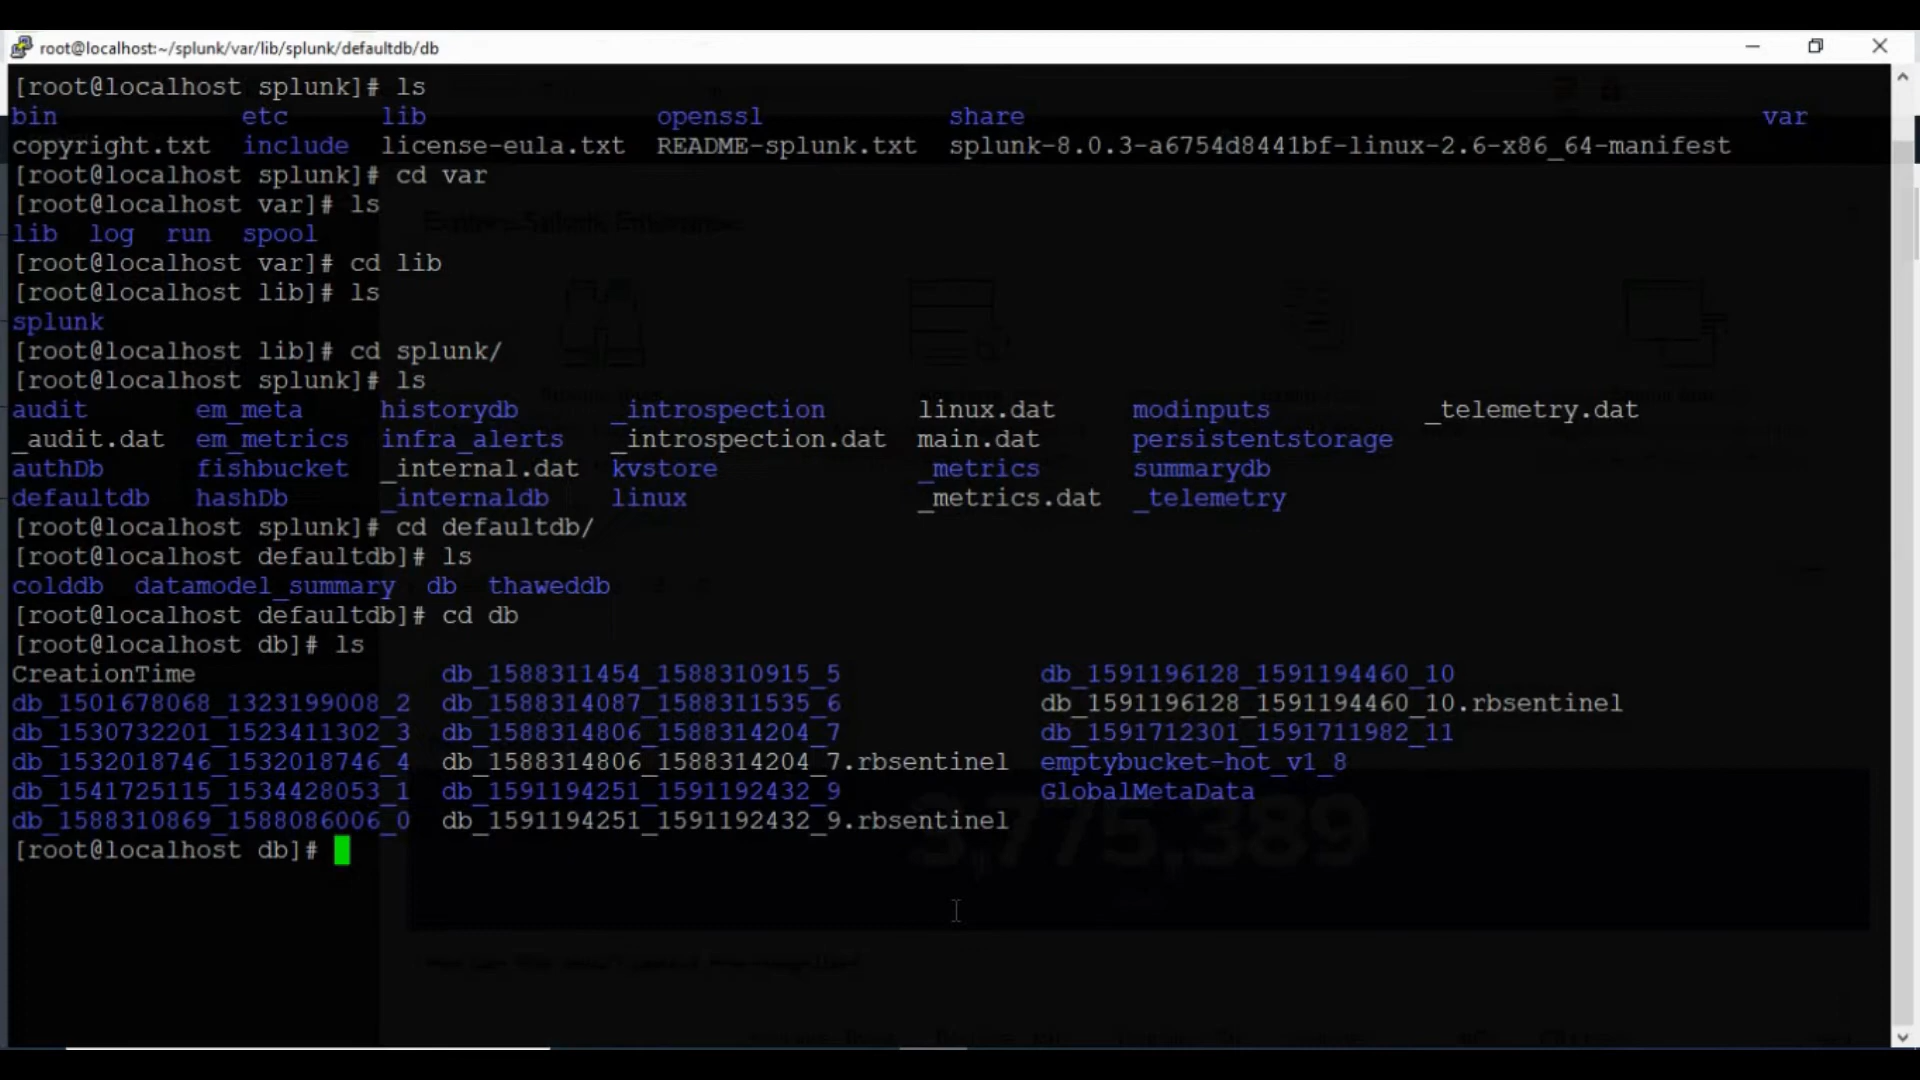 root@localhost:~/splunk/var/lib/splunk/defaultdb/db
[root@localhost splunk]# ls
bin etc lib openssl share var
copyright.txt include license-eula.txt README-splunk.txt splunk-8.0.3-a6754d8441bf-linux-2.6-x86_64-manifest
[root@localhost splunk]# cd var
[root@localhost var]# ls
lib log run spool
[root@localhost var]# cd lib
[root@localhost lib]# ls
splunk
[root@localhost lib]# cd splunk/
[root@localhost splunk]# ls
audit em_meta historydb _introspection linux.dat modinputs _telemetry.dat
_audit.dat em_metrics infra_alerts _introspection.dat main.dat persistentstorage
authDb fishbucket _internal.dat kvstore _metrics summarydb
defaultdb hashDb _internaldb linux _metrics.dat _telemetry
[root@localhost splunk]# cd defaultdb/
[root@localhost defaultdb]# ls
colddb datamodel_summary db thaweddb
[root@localhost defaultdb]# cd db
[root@localhost db]# ls
CreationTime db_1588311454_1588310915_5 db_1591196128_1591194460_10
db_1501678068_1323199008_2 db_1588314087_1588311535_6 db_1591196128_1591194460_10.rbsentinel
db_1530732201_1523411302_3 db_1588314806_1588314204_7 db_1591712301_1591711982_11
db_1532018746_1532018746_4 db_1588314806_1588314204_7.rbsentinel emptybucket-hot_v1_8
db_1541725115_1534428053_1 db_1591194251_1591192432_9 GlobalMetaData
db_1588310869_1588086006_0 db_1591194251_1591192432_9.rbsentinel
3,775,389
[root@localhost db]#